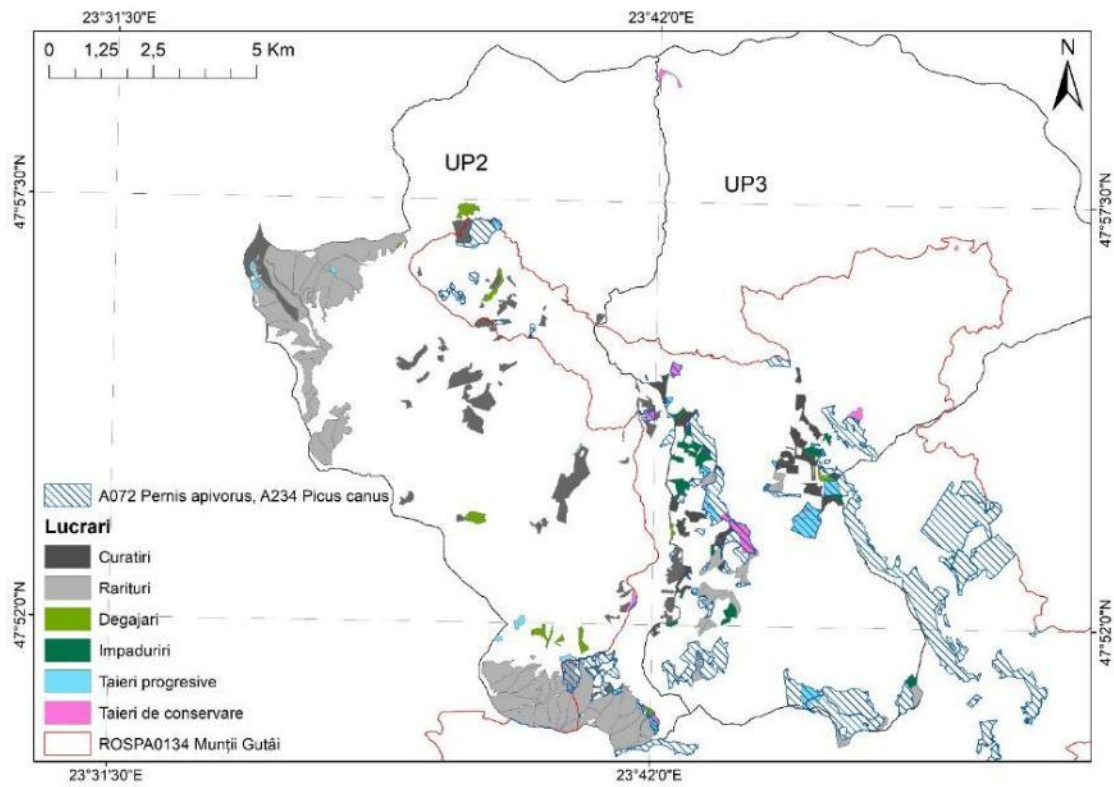 23°31'30"E 23°42'0"E
0 1,25 2,5 5 Km
N
UP2
UP3
47°57'30"N 47°57'30"N
A072 Pernis apivorus, A234 Picus canus
Lucrari
Curatiri
Rarituri
Degajari
Impaduriri
Taieri progresive
Taieri de conservare
ROSPA0134 Munții Gutâi
47°52'0"N 47°52'0"N
23°31'30"E 23°42'0"E